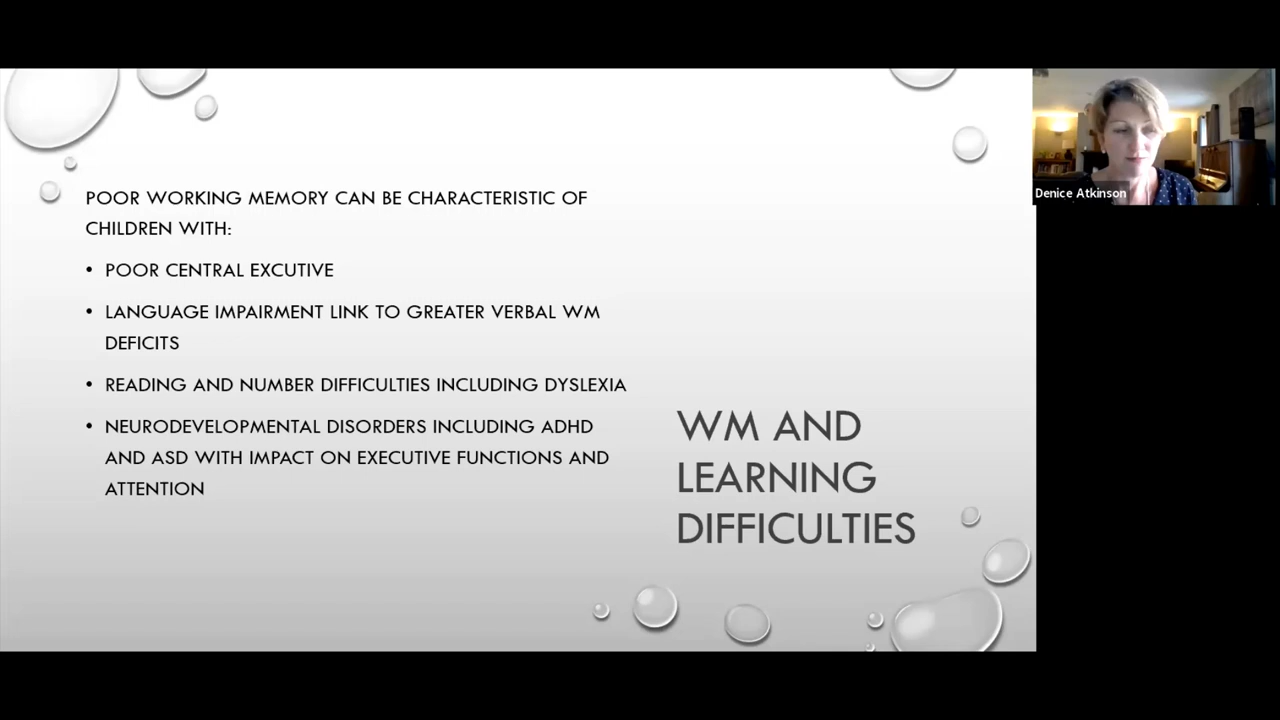 POOR WORKING MEMORY CAN BE CHARACTERISTIC OF
CHILDREN WITH:
• POOR CENTRAL EXCUTIVE
• LANGUAGE IMPAIRMENT LINK TO GREATER VERBAL WM
DEFICITS
• READING AND NUMBER DIFFICULTIES INCLUDING DYSLEXIA
• NEURODEVELOPMENTAL DISORDERS INCLUDING ADHD
AND ASD WITH IMPACT ON EXECUTIVE FUNCTIONS AND
ATTENTION
WM AND
LEARNING
DIFFICULTIES
Denice Atkinson